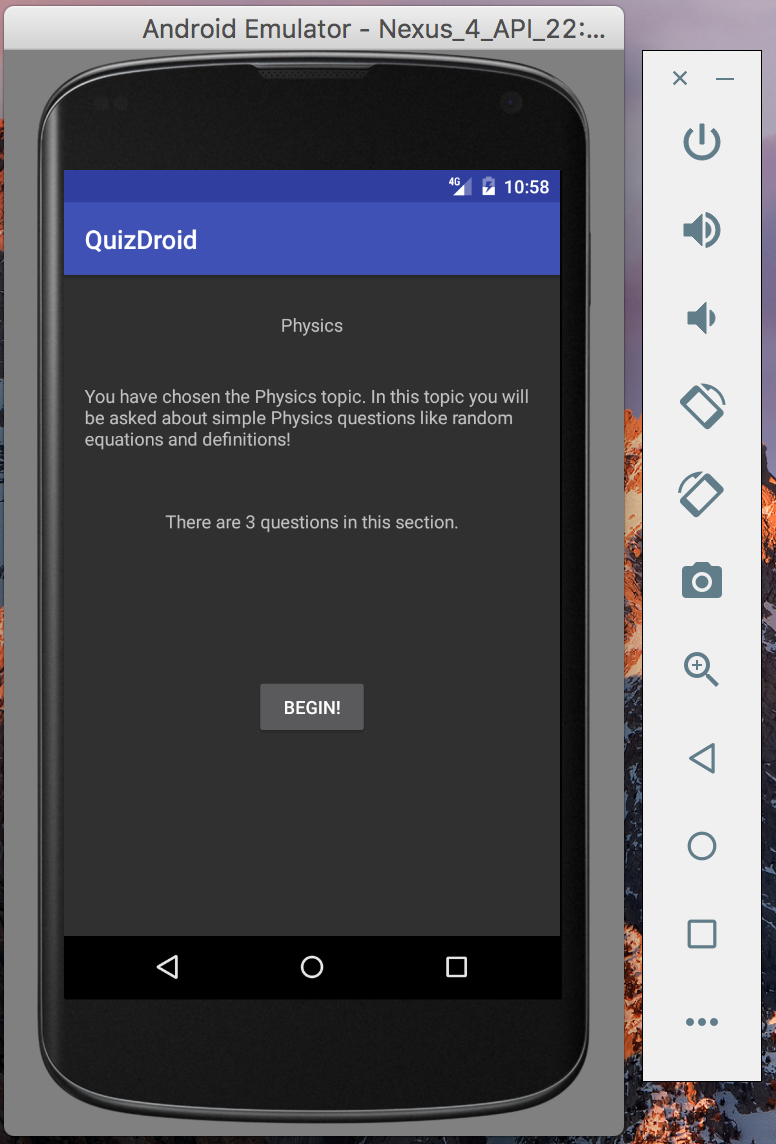 Android Emulator - Nexus_4_API_22:...
4G 10:58
QuizDroid
Physics
You have chosen the Physics topic. In this topic you will
be asked about simple Physics questions like random
equations and definitions!
There are 3 questions in this section.
BEGIN!